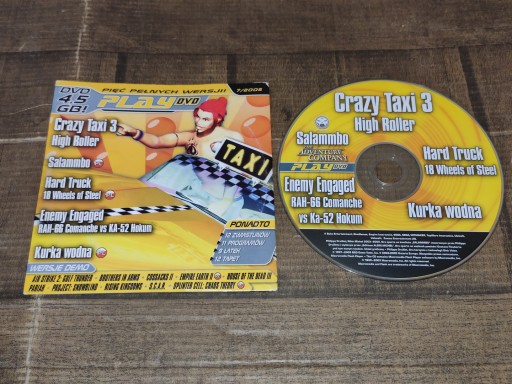 DVD
4,5
GB!
PIĘĆ PEŁNYCH WERSJI!
7/2005
PLAY DVD
Crazy Taxi 3
High Roller
Salammbo
Hard Truck
18 Wheels of Steel
Enemy Engaged
RAH-66 Comanche
vs Ka-52 Hokum
Kurka wodna
TAXI
PONADTO
12 ZWIASTUNÓW
11 PROGRAMÓW
9 ŁATEK
12 TAPET
WERSJE DEMO
AIR STRIKE 2: GULF THUNDER - BROTHERS IN ARMS - COSSACKS II - EMPIRE EARTH II - HOUSE OF THE DEAD III
PARIAH - PROJECT: SNOWBLIND - RISING KINGDOMS - S.C.A.R. - SPLINTER CELL: CHAOS THEORY
Crazy Taxi 3
High Roller
Salammbo
THE
ADVENTURE
COMPANY
PLAY DVD
Hard Truck
18 Wheels of Steel
Enemy Engaged
RAH-66 Comanche
vs Ka-52 Hokum
Kurka wodna